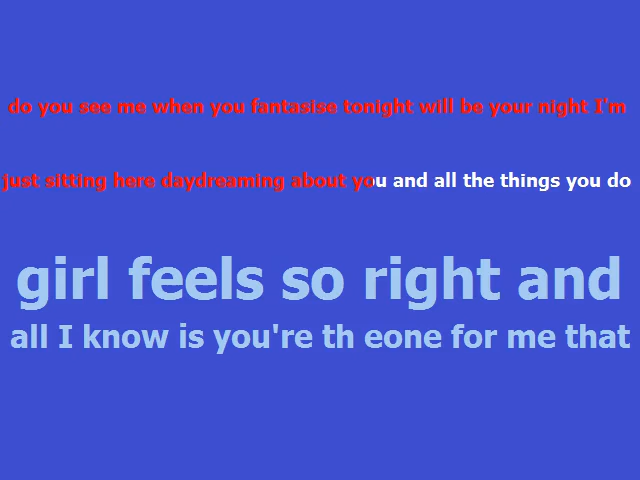 do you see me when you fantasise tonight will be your night I'm
just sitting here daydreaming about you and all the things you do
girl feels so right and
all I know is you're th eone for me that